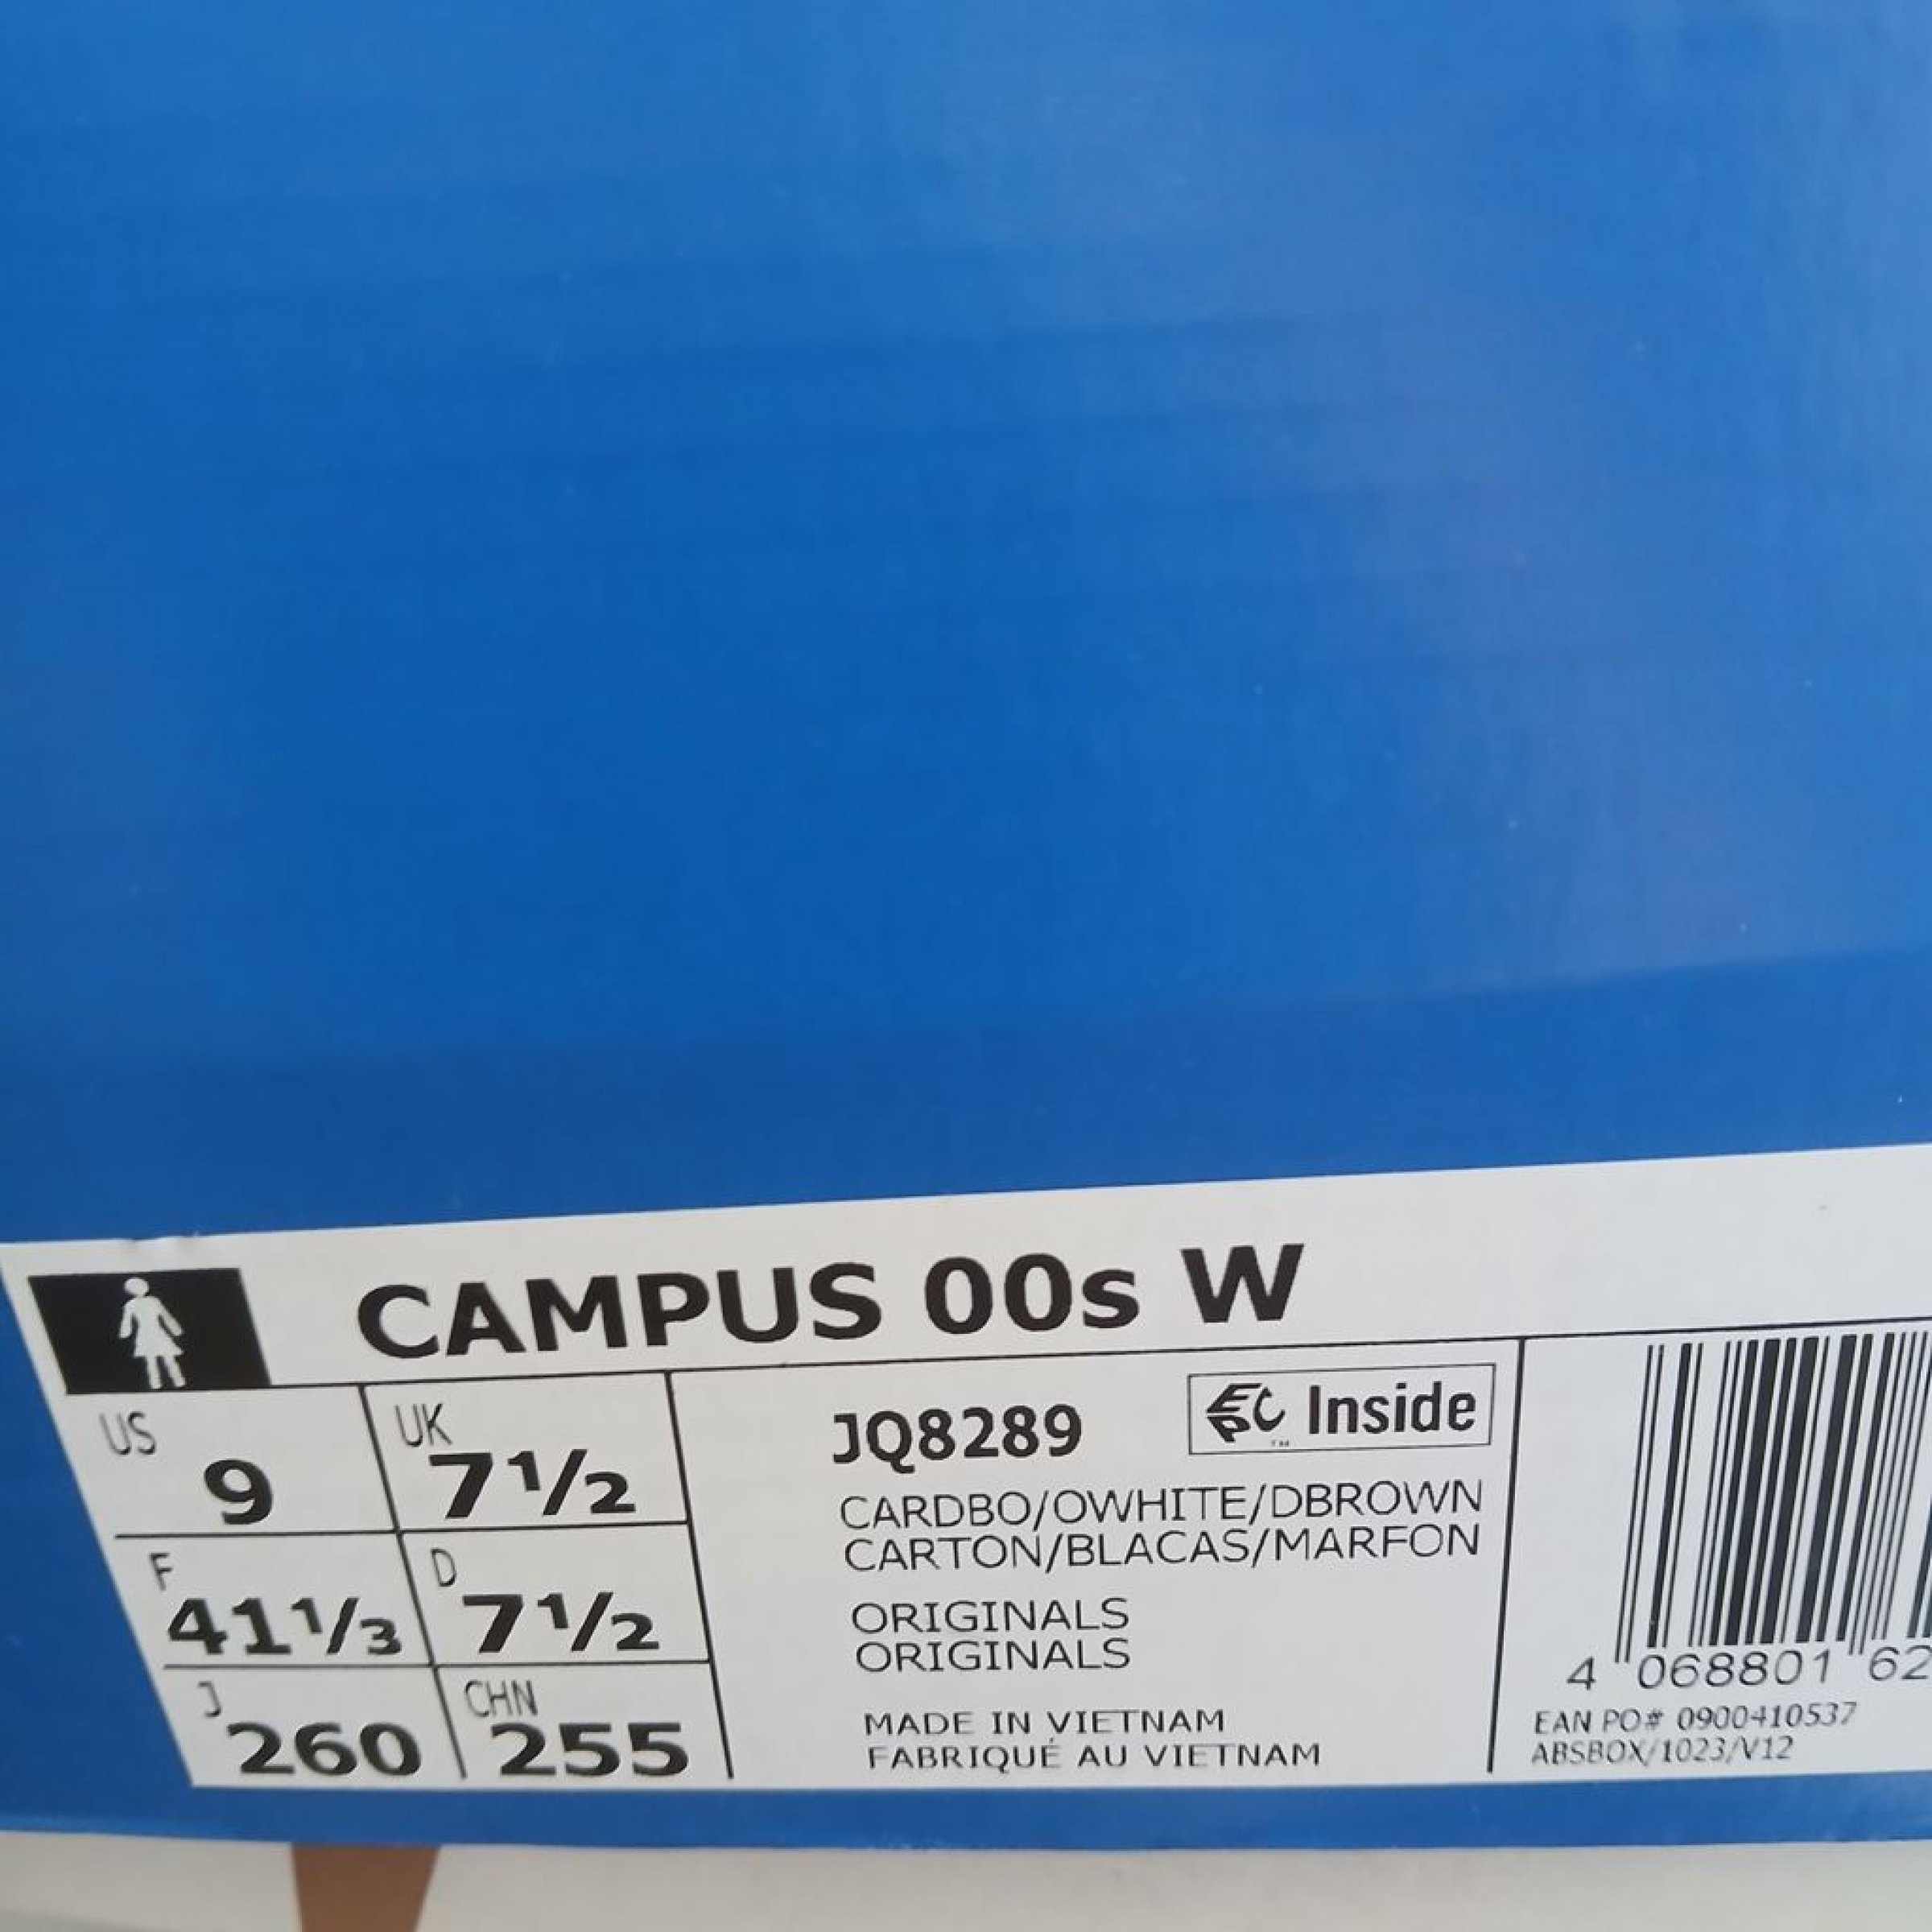 CAMPUS 00s W
US 9
UK 7½
F 41⅓
D 7½
J 260
CHN 255
JQ8289
EPC Inside
TM
CARDBO/OWHITE/DBROWN
CARTON/BLACAS/MARFON
ORIGINALS
ORIGINALS
MADE IN VIETNAM
FABRIQUÉ AU VIETNAM
4 068801 62
EAN PO# 0900410537
ABSBOX/1023/V12